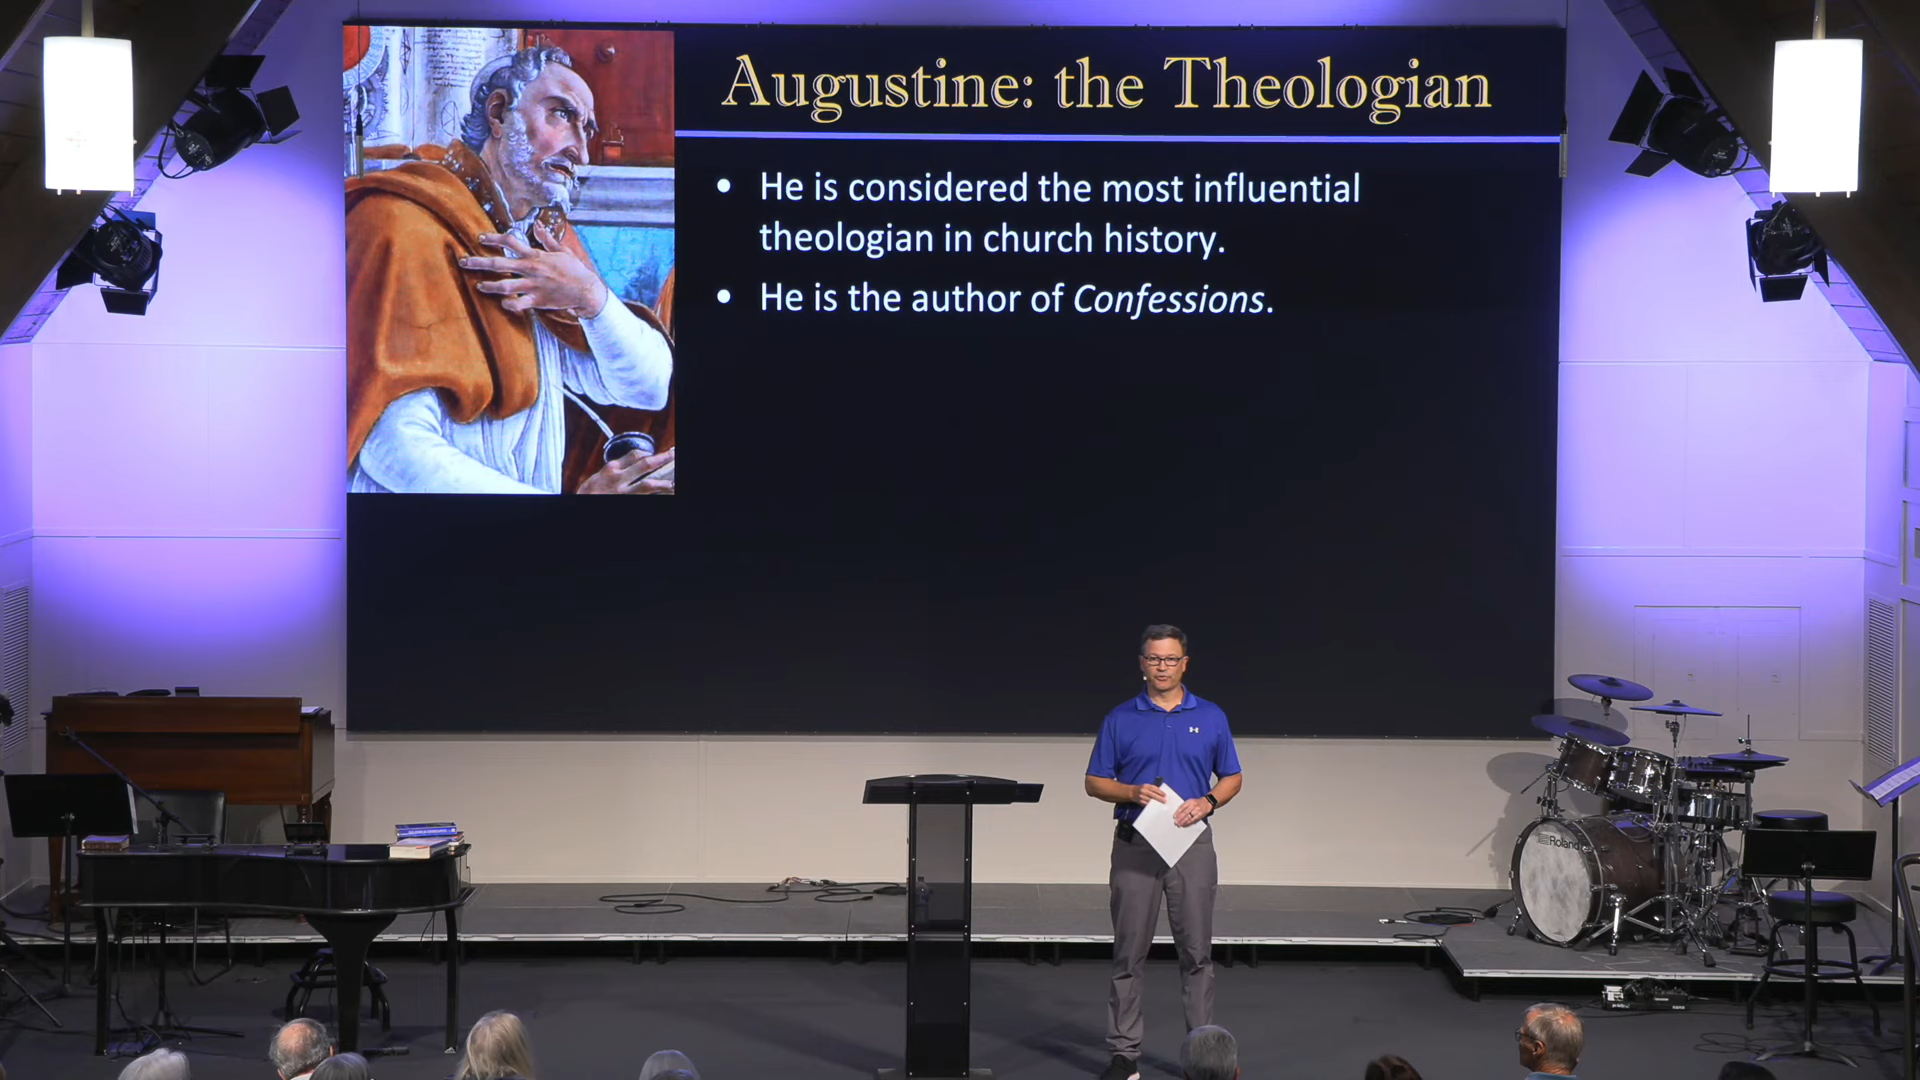 Augustine: the Theologian
• He is considered the most influential
theologian in church history.
• He is the author of Confessions.
Roland